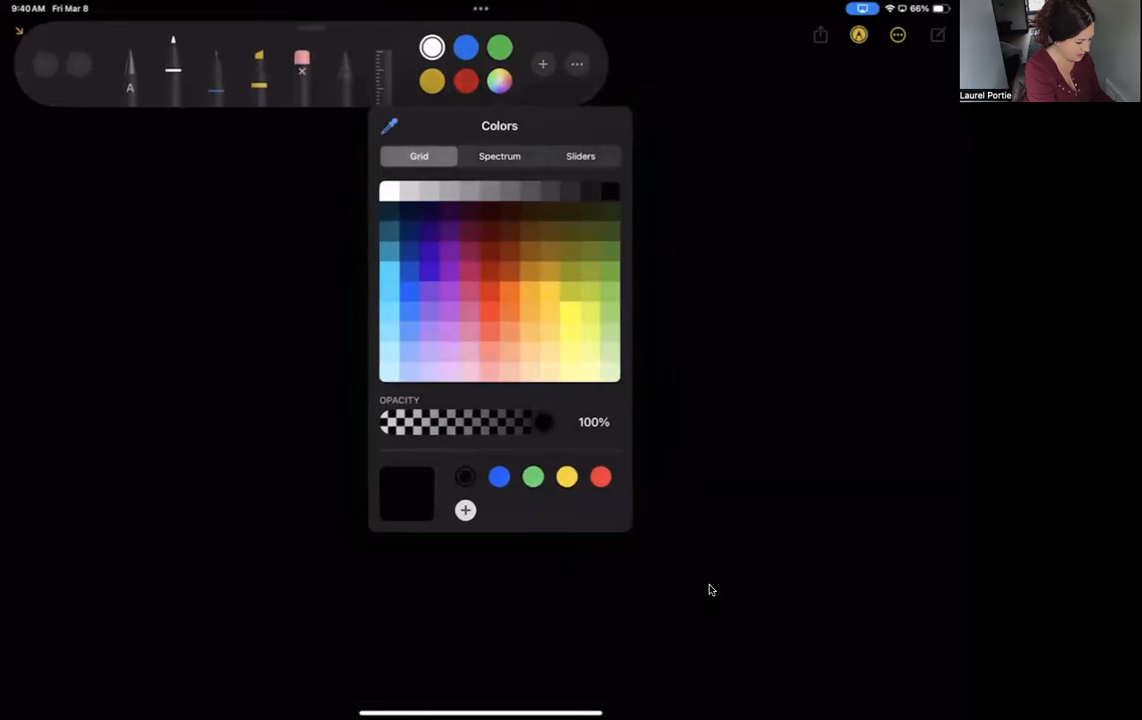 9:40 AM Fri Mar 8
66%
A
Laurel Portie
Colors
Grid Spectrum Sliders
OPACITY
100%